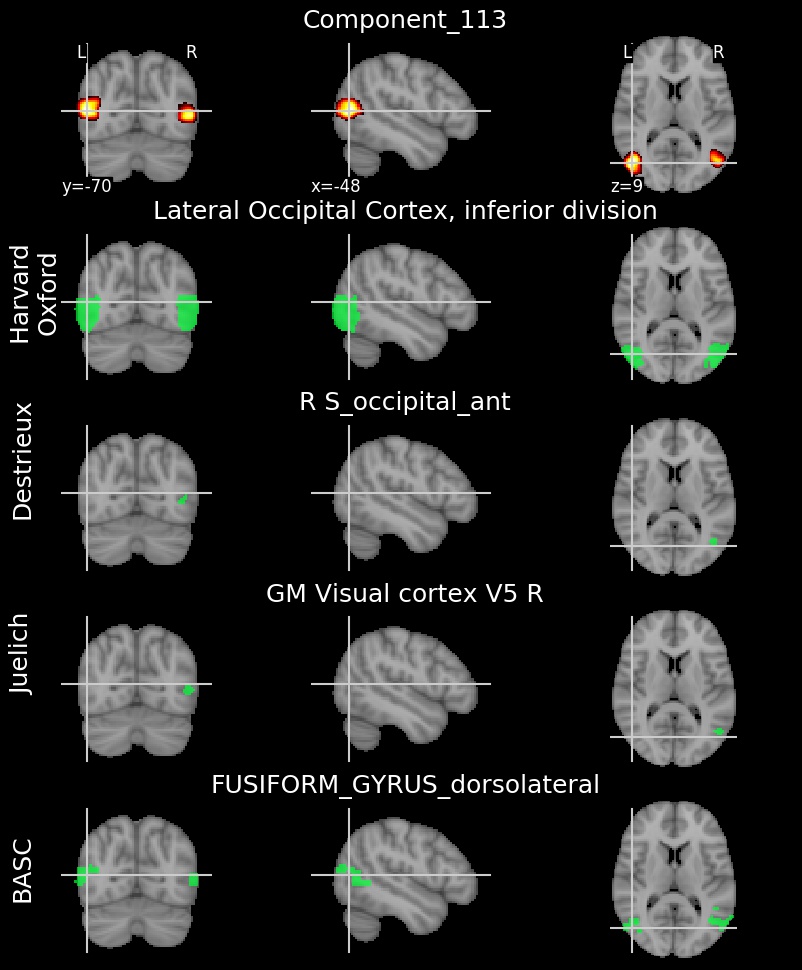 Component_113
L R
L R
y=-70 x=-48 z=9
Lateral Occipital Cortex, inferior division
Harvard
Oxford
R S_occipital_ant
Destrieux
GM Visual cortex V5 R
Juelich
FUSIFORM_GYRUS_dorsolateral
BASC